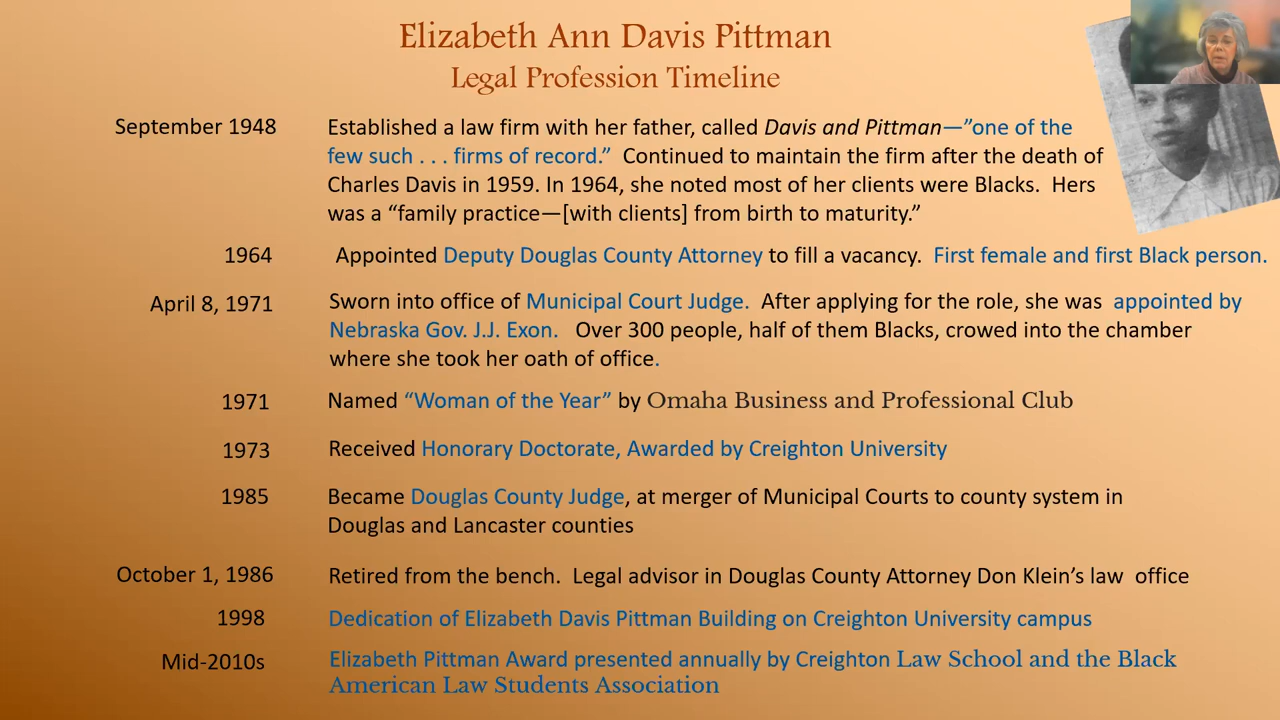 Elizabeth Ann Davis Pittman
Legal Profession Timeline
September 1948
Established a law firm with her father, called Davis and Pittman—”one of the
few such . . . firms of record.” Continued to maintain the firm after the death of
Charles Davis in 1959. In 1964, she noted most of her clients were Blacks. Hers
was a “family practice—[with clients] from birth to maturity.”
1964
Appointed Deputy Douglas County Attorney to fill a vacancy. First female and first Black person.
April 8, 1971
Sworn into office of Municipal Court Judge. After applying for the role, she was appointed by
Nebraska Gov. J.J. Exon. Over 300 people, half of them Blacks, crowed into the chamber
where she took her oath of office.
1971
Named “Woman of the Year” by Omaha Business and Professional Club
1973
Received Honorary Doctorate, Awarded by Creighton University
1985
Became Douglas County Judge, at merger of Municipal Courts to county system in
Douglas and Lancaster counties
October 1, 1986
Retired from the bench. Legal advisor in Douglas County Attorney Don Klein’s law office
1998
Dedication of Elizabeth Davis Pittman Building on Creighton University campus
Mid-2010s
Elizabeth Pittman Award presented annually by Creighton Law School and the Black
American Law Students Association